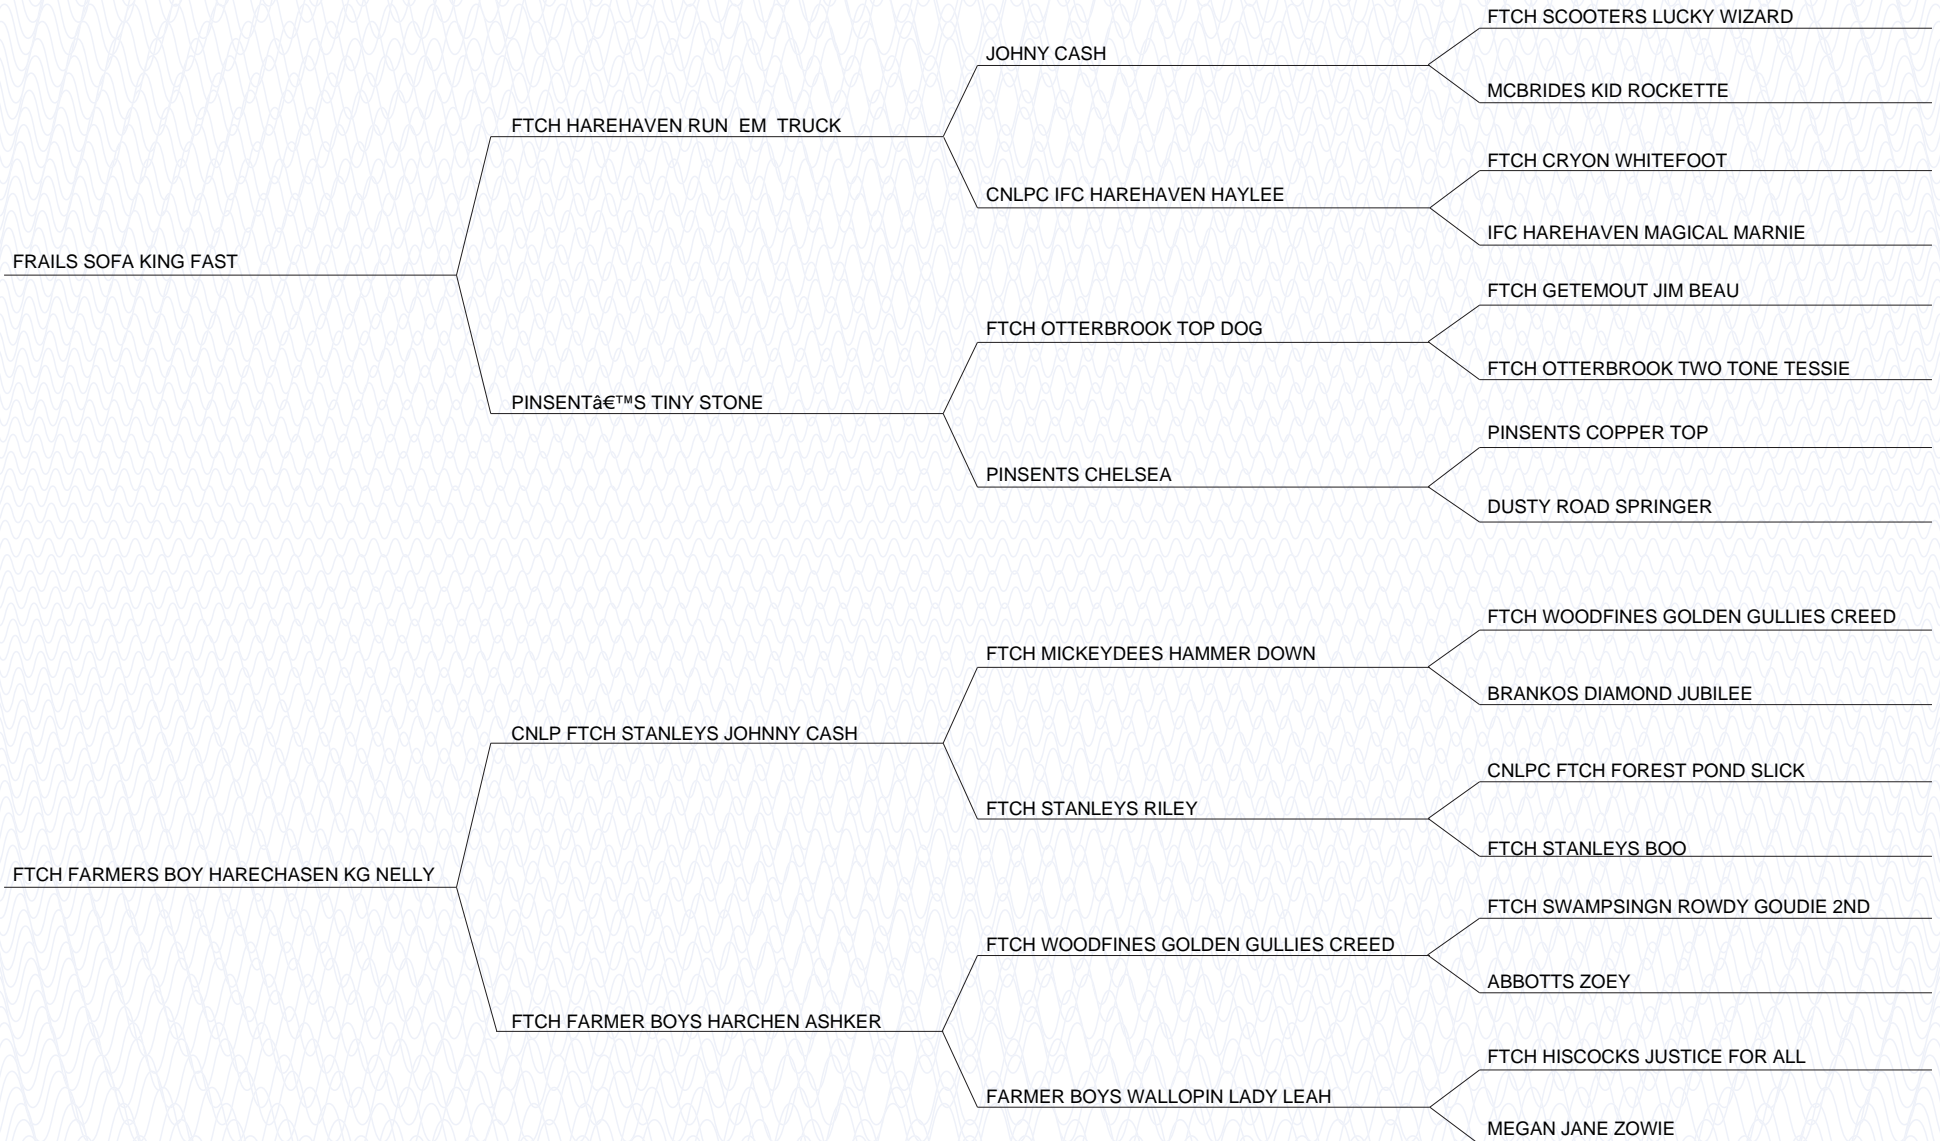 FTCH SCOOTERS LUCKY WIZARD
JOHNY CASH
MCBRIDES KID ROCKETTE
FTCH HAREHAVEN RUN  EM  TRUCK
FTCH CRYON WHITEFOOT
CNLPC IFC HAREHAVEN HAYLEE
IFC HAREHAVEN MAGICAL MARNIE
FRAILS SOFA KING FAST
FTCH GETEMOUT JIM BEAU
FTCH OTTERBROOK TOP DOG
FTCH OTTERBROOK TWO TONE TESSIE
PINSENTâ€™S TINY STONE
PINSENTS COPPER TOP
PINSENTS CHELSEA
DUSTY ROAD SPRINGER
FTCH WOODFINES GOLDEN GULLIES CREED
FTCH MICKEYDEES HAMMER DOWN
BRANKOS DIAMOND JUBILEE
CNLP FTCH STANLEYS JOHNNY CASH
CNLPC FTCH FOREST POND SLICK
FTCH STANLEYS RILEY
FTCH STANLEYS BOO
FTCH FARMERS BOY HARECHASEN KG NELLY
FTCH SWAMPSINGN ROWDY GOUDIE 2ND
FTCH WOODFINES GOLDEN GULLIES CREED
ABBOTTS ZOEY
FTCH FARMER BOYS HARCHEN ASHKER
FTCH HISCOCKS JUSTICE FOR ALL
FARMER BOYS WALLOPIN LADY LEAH
MEGAN JANE ZOWIE